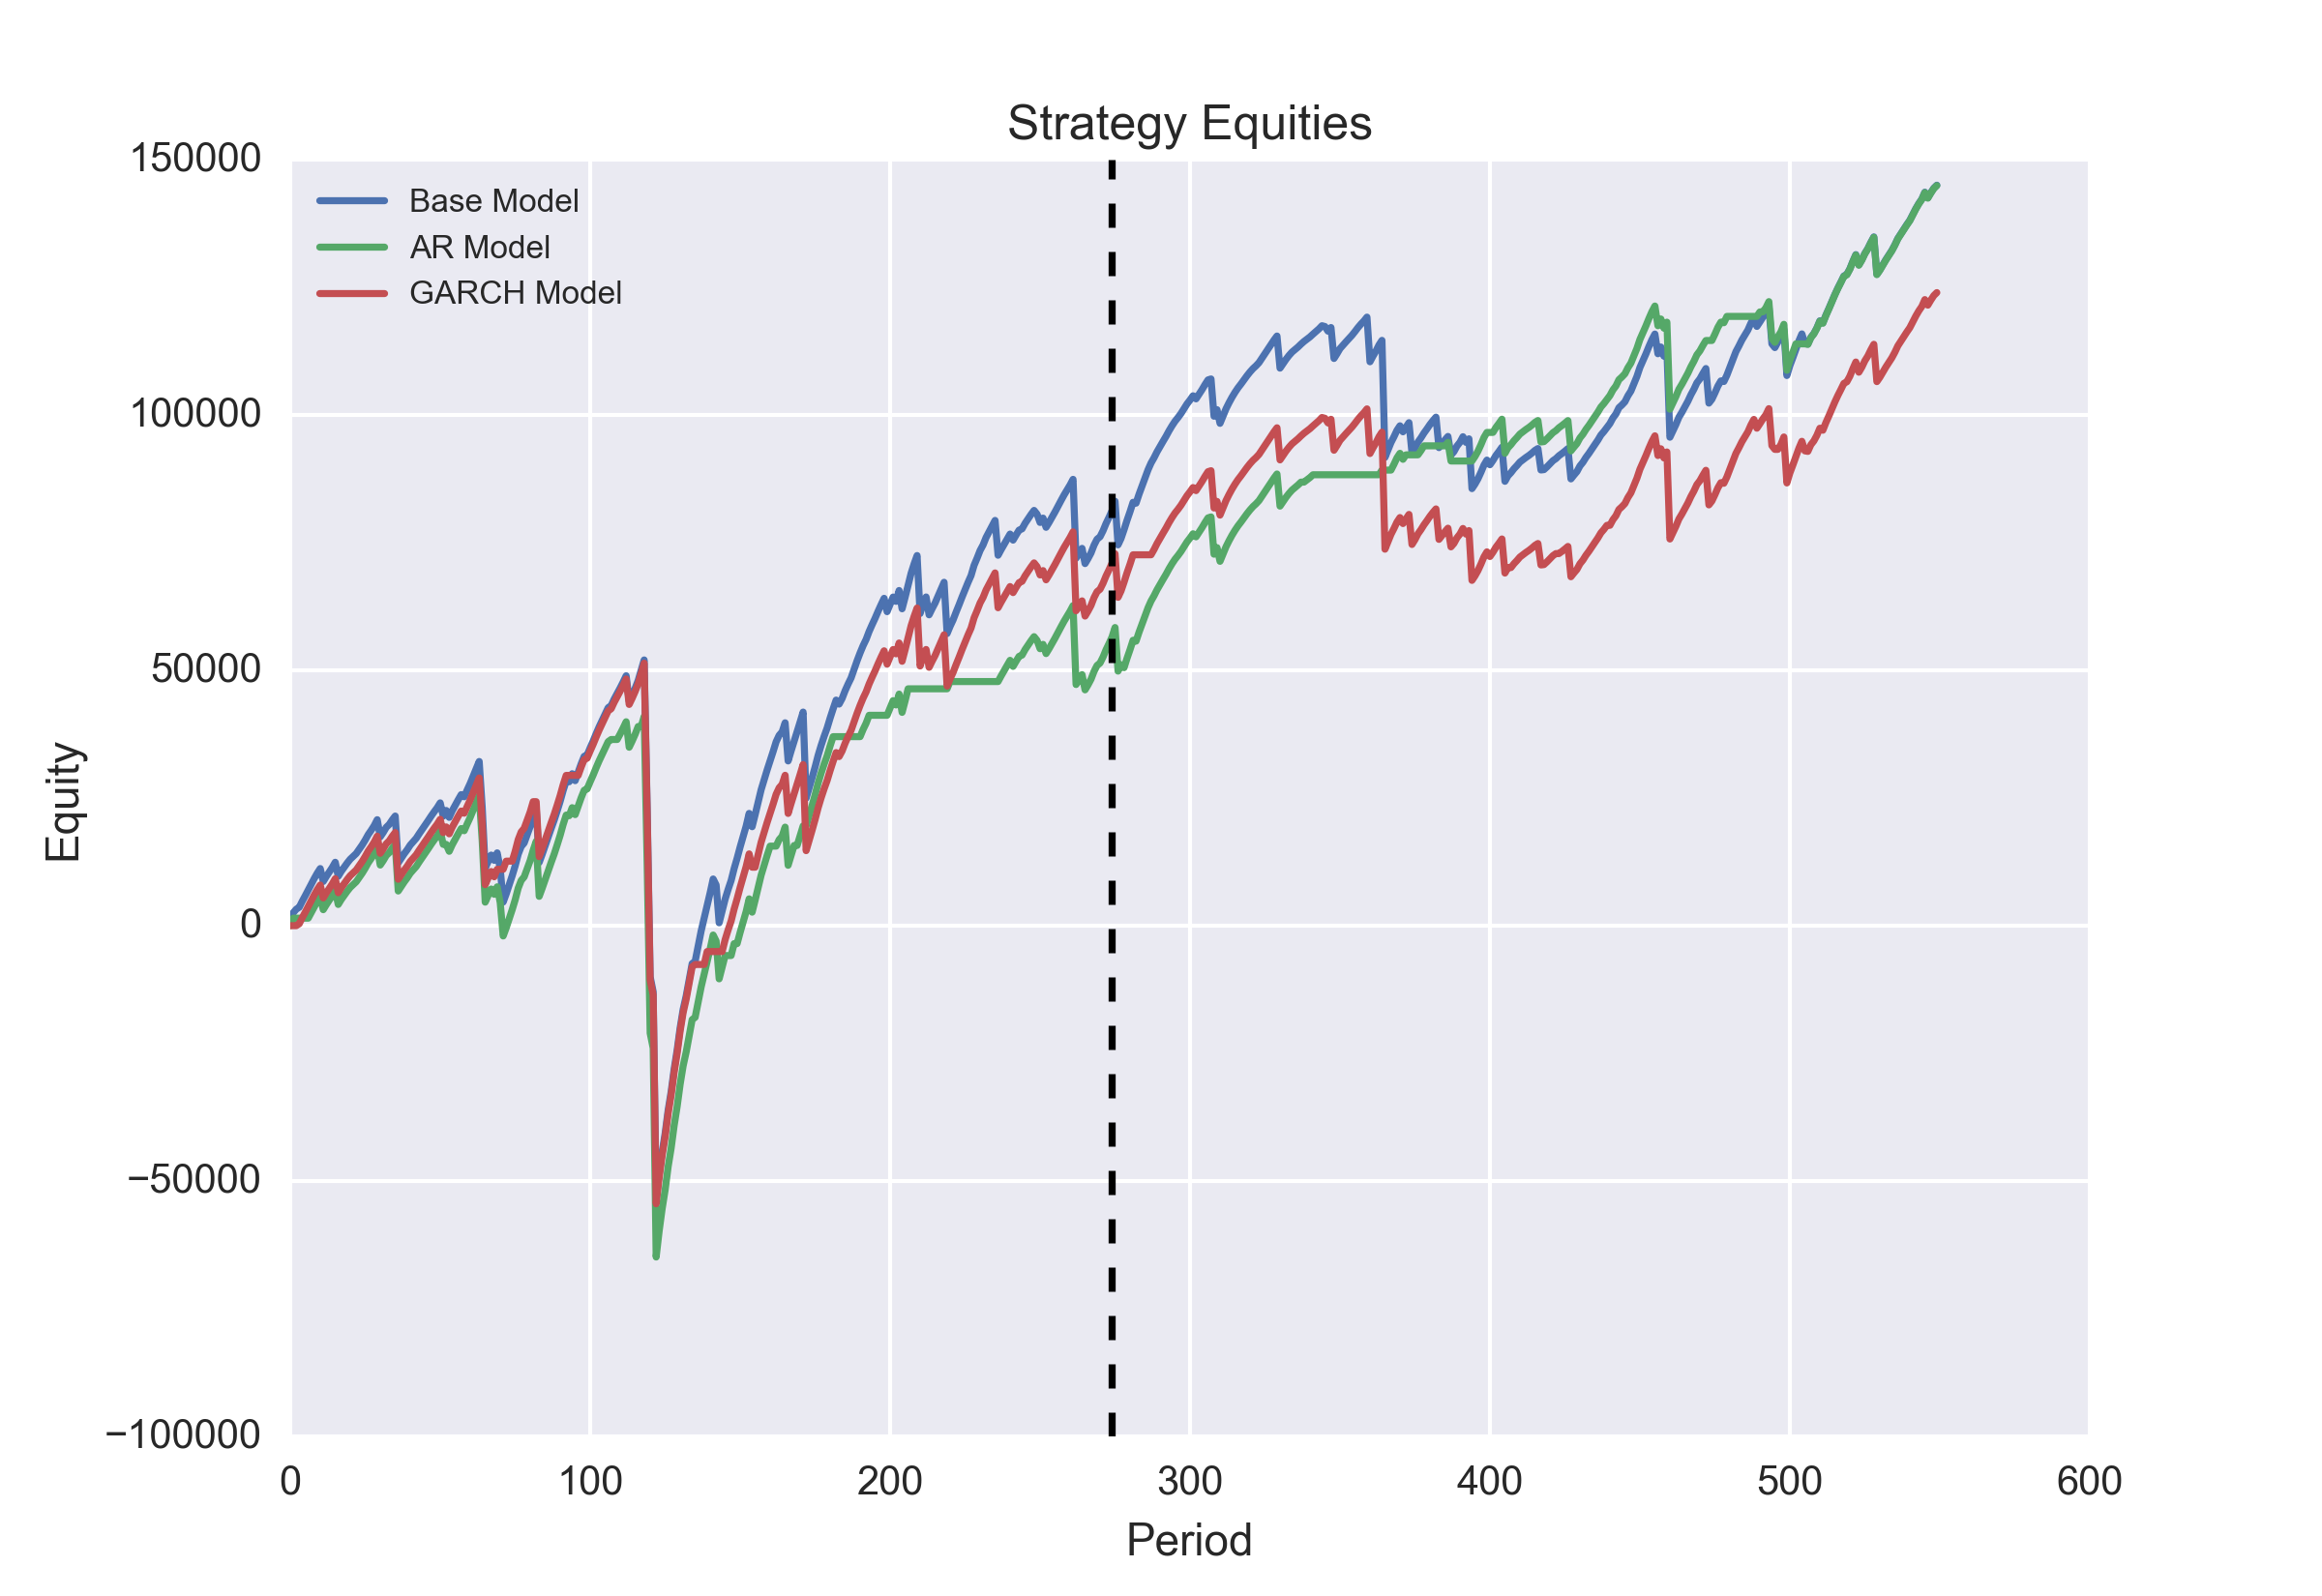 Strategy Equities
150000
100000
50000
0
−50000
−100000
Equity
Base Model
AR Model
GARCH Model
0 100 200 300 400 500 600
Period